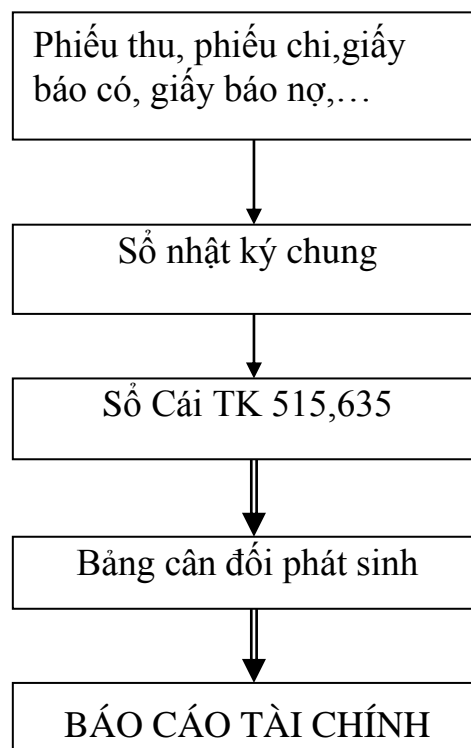 Phiếu thu, phiếu chi,giấy
báo có, giấy báo nợ,…
Sổ nhật ký chung
Sổ Cái TK 515,635
Bảng cân đối phát sinh
BÁO CÁO TÀI CHÍNH